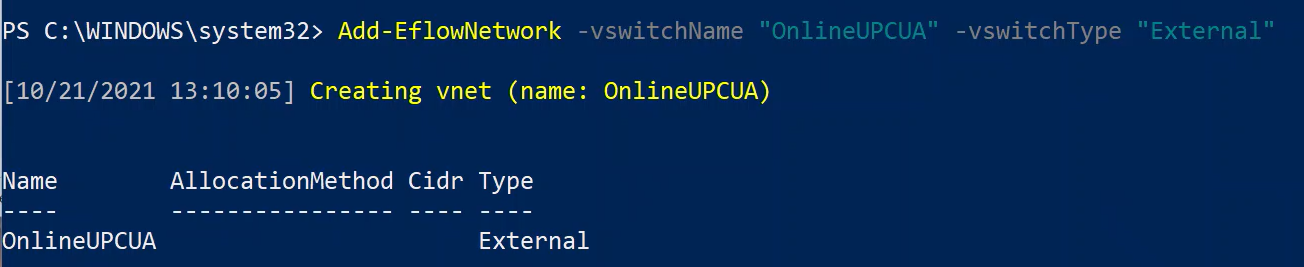 PS C:\WINDOWS\system32> Add-EflowNetwork -vswitchName "OnlineUPCUA" -vswitchType "External"
[10/21/2021 13:10:05] Creating vnet (name: OnlineUPCUA)
Name        AllocationMethod Cidr Type
----        ---------------- ---- ----
OnlineUPCUA                       External